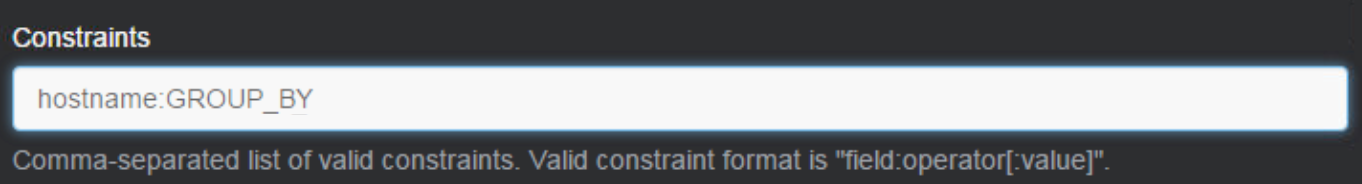 Constraints
hostname:GROUP_BY
Comma-separated list of valid constraints. Valid constraint format is "field:operator[:value]".